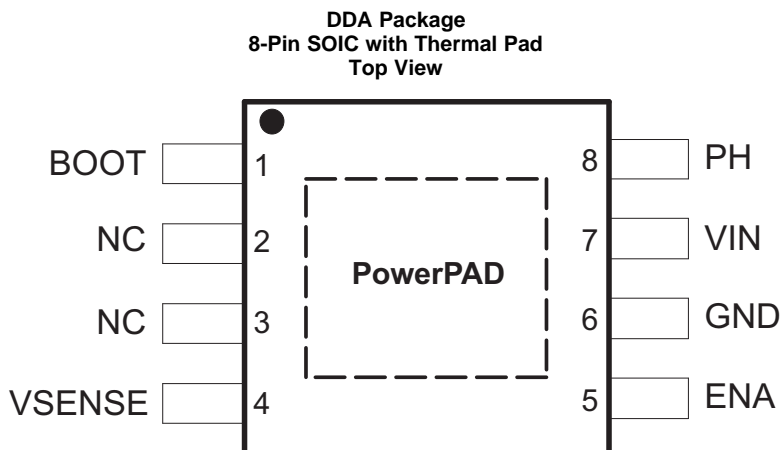 DDA Package
8-Pin SOIC with Thermal Pad
Top View
BOOT 1 8 PH
NC 2 7 VIN
PowerPAD
NC 3 6 GND
VSENSE 4 5 ENA